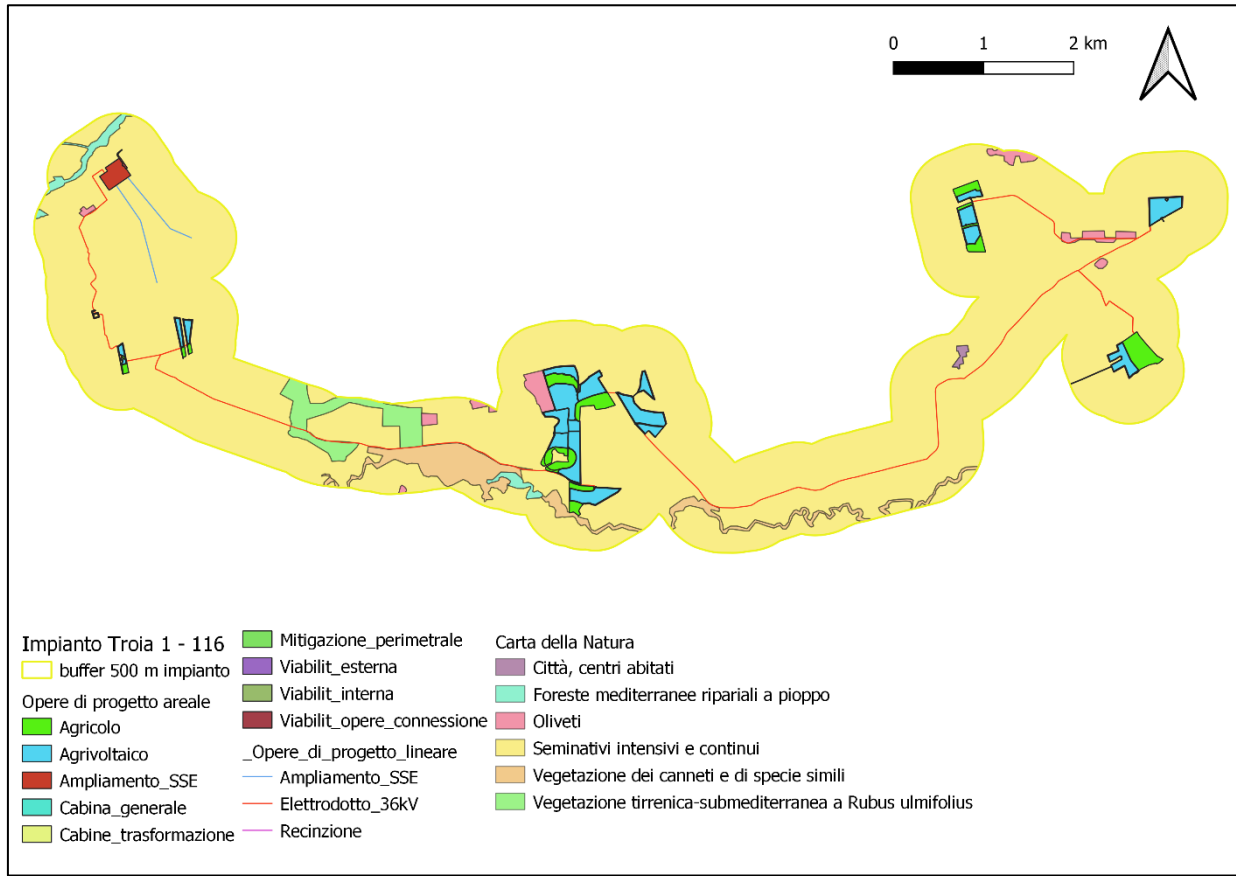 0 1 2 km
Impianto Troia 1 - 116
buffer 500 m impianto
Opere di progetto areale
Agricolo
Agrivoltaico
Ampliamento_SSE
Cabina_generale
Cabine_trasformazione
Mitigazione_perimetrale
Viabilit_esterna
Viabilit_interna
Viabilit_opere_connessione
_Opere_di_progetto_lineare
Ampliamento_SSE
Elettrodotto_36kV
Recinzione
Carta della Natura
Città, centri abitati
Foreste mediterranee ripariali a pioppo
Oliveti
Seminativi intensivi e continui
Vegetazione dei canneti e di specie simili
Vegetazione tirrenica-submediterranea a Rubus ulmifolius